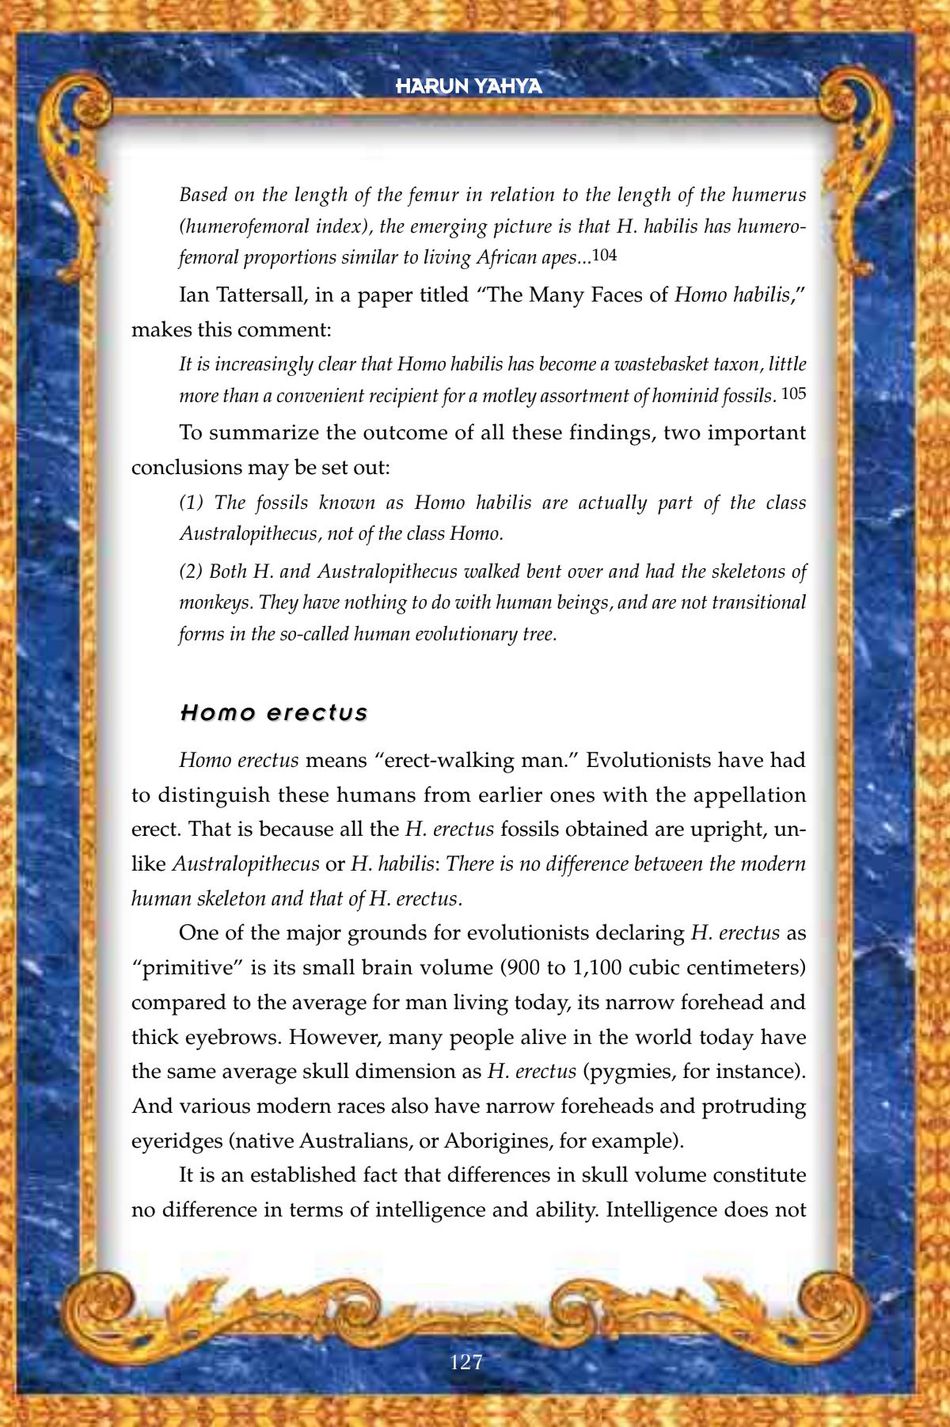 HARUN YAHYA
Based on the length of the femur in relation to the length of the humerus
(humerofemoral index), the emerging picture is that H. habilis has humero-
femoral proportions similar to living African apes...104
Ian Tattersall, in a paper titled “The Many Faces of Homo habilis,”
makes this comment:
It is increasingly clear that Homo habilis has become a wastebasket taxon, little
more than a convenient recipient for a motley assortment of hominid fossils. 105
To summarize the outcome of all these findings, two important
conclusions may be set out:
(1) The fossils known as Homo habilis are actually part of the class
Australopithecus, not of the class Homo.
(2) Both H. and Australopithecus walked bent over and had the skeletons of
monkeys. They have nothing to do with human beings, and are not transitional
forms in the so-called human evolutionary tree.
Homo erectus
Homo erectus means “erect-walking man.” Evolutionists have had
to distinguish these humans from earlier ones with the appellation
erect. That is because all the H. erectus fossils obtained are upright, un-
like Australopithecus or H. habilis: There is no difference between the modern
human skeleton and that of H. erectus.
One of the major grounds for evolutionists declaring H. erectus as
“primitive” is its small brain volume (900 to 1,100 cubic centimeters)
compared to the average for man living today, its narrow forehead and
thick eyebrows. However, many people alive in the world today have
the same average skull dimension as H. erectus (pygmies, for instance).
And various modern races also have narrow foreheads and protruding
eyeridges (native Australians, or Aborigines, for example).
It is an established fact that differences in skull volume constitute
no difference in terms of intelligence and ability. Intelligence does not
127